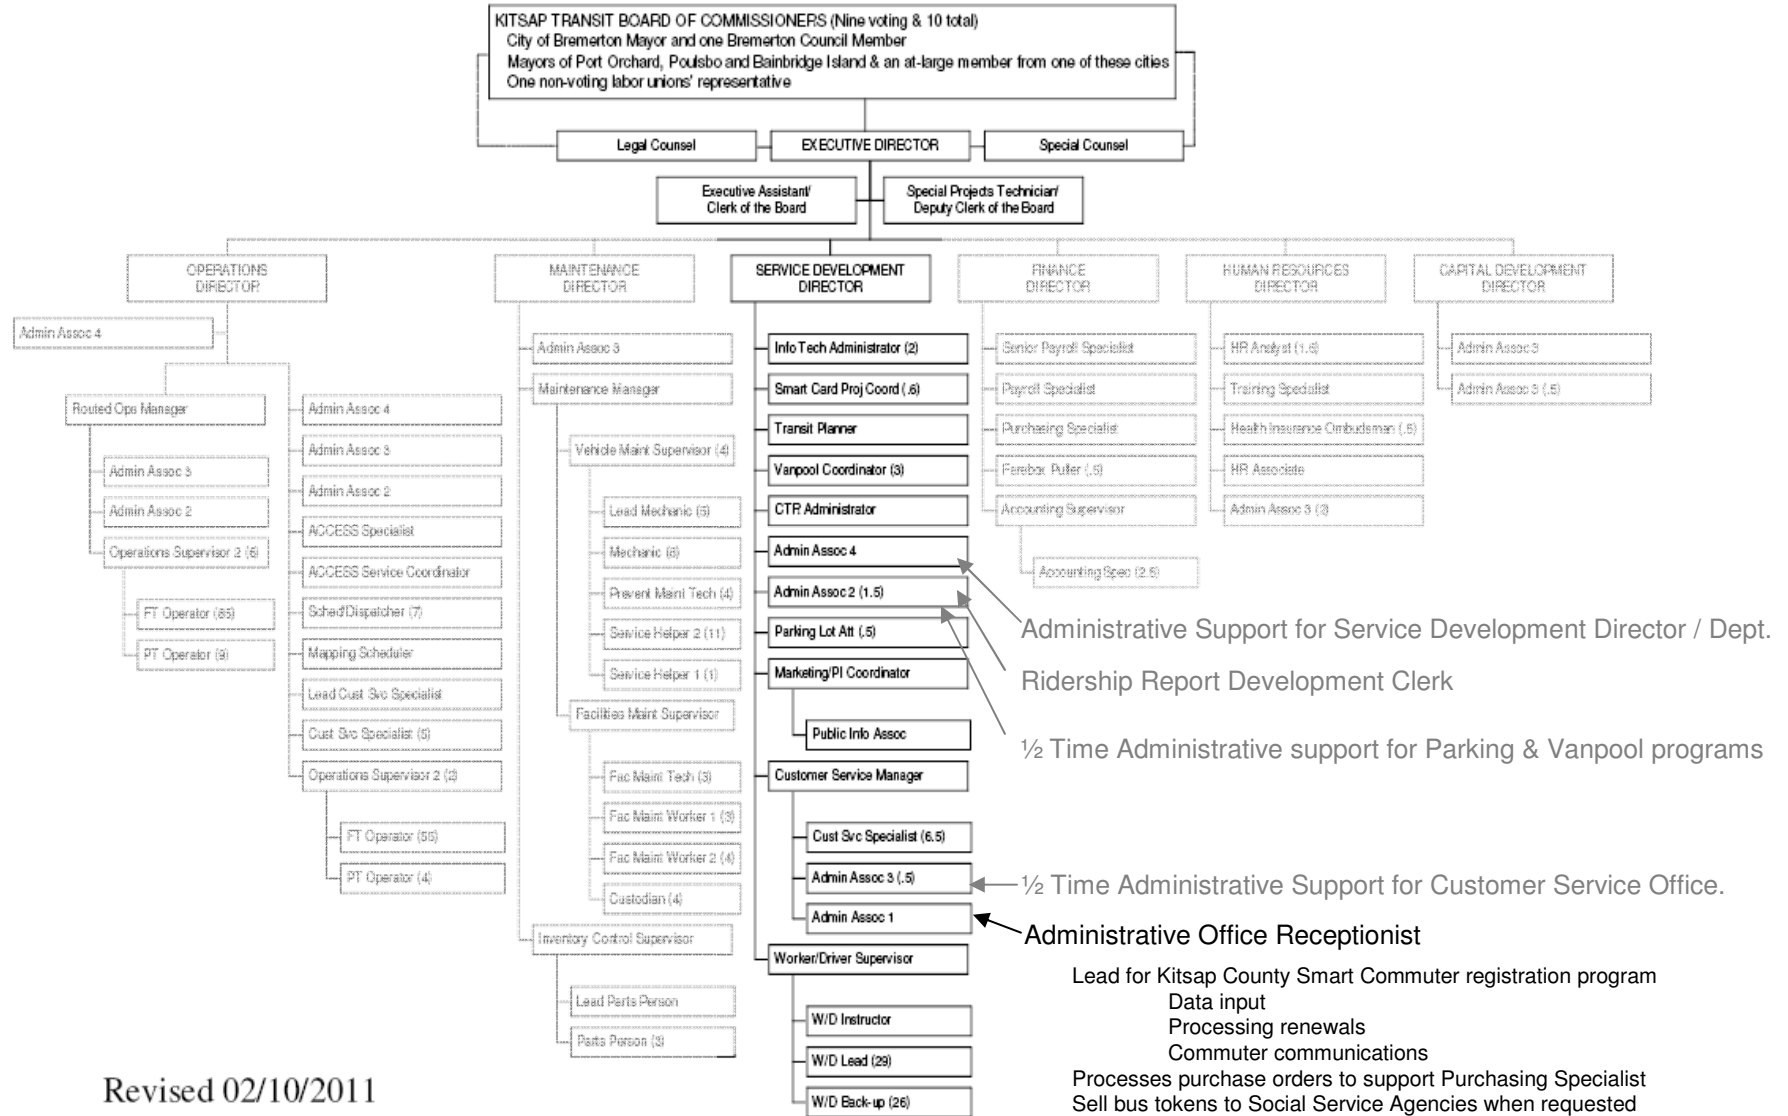 KITSAP TRANSIT BOARD OF COMMISSIONERS (Nine voting & 10 total)
City of Bremerton Mayor and one Bremerton Council Member
Mayors of Port Orchard, Poulsbo and Bainbridge Island & an at-large member from one of these cities
One non-voting labor unions' representative
Legal Counsel
EXECUTIVE DIRECTOR
Special Counsel
Executive Assistant/
Clerk of the Board
Special Projects Technician/
Deputy Clerk of the Board
OPERATIONS
DIRECTOR
Admin Assoc 4
Routed Ops Manager
Admin Assoc 3
Admin Assoc 2
Operations Supervisor 2 (6)
FT Operator (85)
PT Operator (9)
Admin Assoc 4
Admin Assoc 3
Admin Assoc 2
ACCESS Specialist
ACCESS Service Coordinator
Sched/Dispatcher (7)
Mapping Scheduler
Lead Cust Svc Specialist
Cust Svc Specialist (5)
Operations Supervisor 2 (2)
FT Operator (55)
PT Operator (4)
MAINTENANCE
DIRECTOR
Admin Assoc 3
Maintenance Manager
Vehicle Maint Supervisor (4)
Lead Mechanic (5)
Mechanic (8)
Prevent Maint Tech (4)
Service Helper 2 (11)
Service Helper 1 (1)
Facilities Maint Supervisor
Fac Maint Tech (3)
Fac Maint Worker 1 (3)
Fac Maint Worker 2 (4)
Custodian (4)
Inventory Control Supervisor
Lead Parts Person
Parts Person (3)
SERVICE DEVELOPMENT
DIRECTOR
Info Tech Administrator (2)
Smart Card Proj Coord (.6)
Transit Planner
Vanpool Coordinator (3)
CTR Administrator
Admin Assoc 4
Admin Assoc 2 (1.5)
Parking Lot Att (.5)
Marketing/PI Coordinator
Public Info Assoc
Customer Service Manager
Cust Svc Specialist (6.5)
Admin Assoc 3 (.5)
Admin Assoc 1
Worker/Driver Supervisor
W/D Instructor
W/D Lead (29)
W/D Back-up (26)
FINANCE
DIRECTOR
Senior Payroll Specialist
Payroll Specialist
Purchasing Specialist
Farebox Puller (.5)
Accounting Supervisor
Accounting Spec (2.5)
HUMAN RESOURCES
DIRECTOR
HR Analyst (1.6)
Training Specialist
Health Insurance Ombudsman (.5)
HR Associate
Admin Assoc 3 (2)
CAPITAL DEVELOPMENT
DIRECTOR
Admin Assoc 3
Admin Assoc 3 (.5)
Administrative Support for Service Development Director / Dept.
Ridership Report Development Clerk
½ Time Administrative support for Parking & Vanpool programs
½ Time Administrative Support for Customer Service Office.
Administrative Office Receptionist
Lead for Kitsap County Smart Commuter registration program
Data input
Processing renewals
Commuter communications
Processes purchase orders to support Purchasing Specialist
Sell bus tokens to Social Service Agencies when requested
Revised 02/10/2011